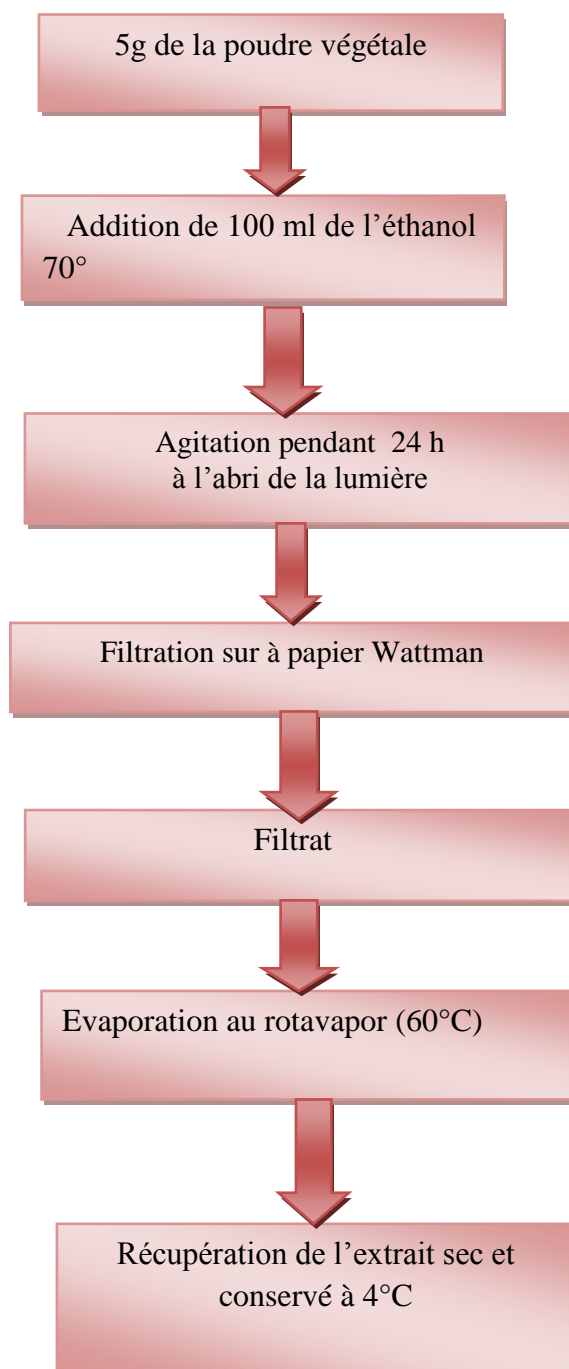 5g de la poudre végétale
Addition de 100 ml de l’éthanol
70°
Agitation pendant 24 h
à l’abri de la lumière
Filtration sur à papier Wattman
Filtrat
Evaporation au rotavapor (60°C)
Récupération de l’extrait sec et
conservé à 4°C